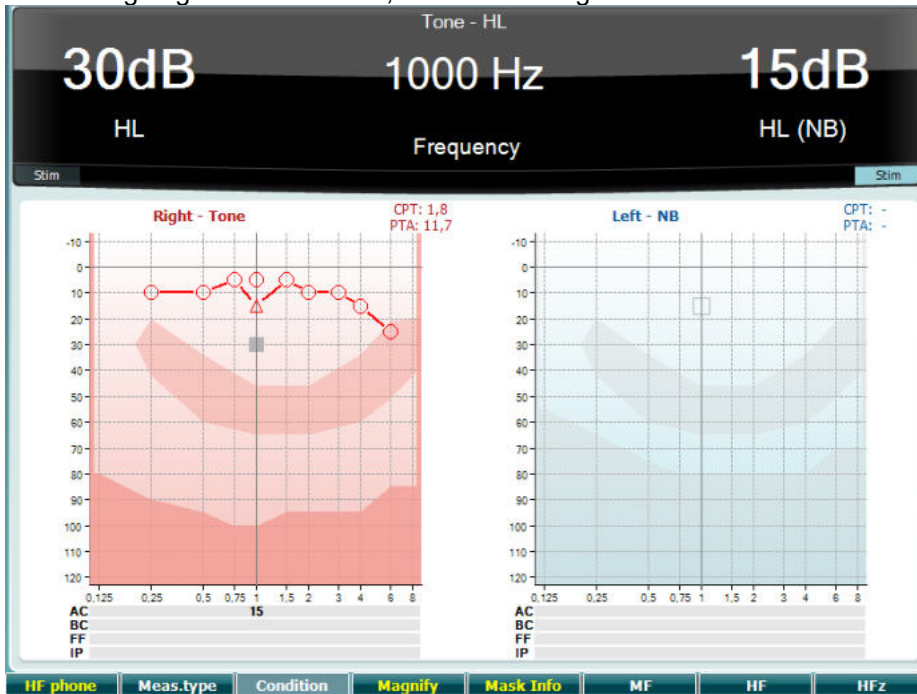 Tone - HL
30dB 1000 Hz 15dB
HL Frequency HL (NB)
Stim Stim
Right - Tone CPT: 1,8
PTA: 11,7
Left - NB CPT: -
PTA: -
-10
0
10
20
30
40
50
60
70
80
90
100
110
120
0,125 0,25 0,5 0,75 1 1,5 2 3 4 6 8
AC 15
BC
FF
IP
-10
0
10
20
30
40
50
60
70
80
90
100
110
120
0,125 0,25 0,5 0,75 1 1,5 2 3 4 6 8
AC
BC
FF
IP
HF phone Meas.type Condition Magnify Mask Info MF HF HFz